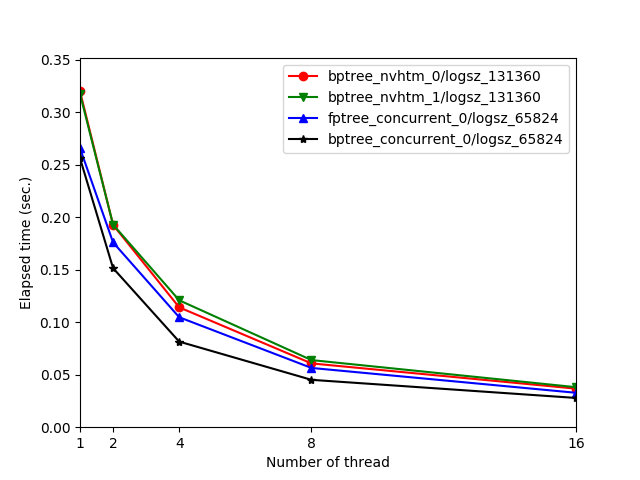 0.35
0.30
0.25
0.20
0.15
0.10
0.05
0.00
Elapsed time (sec.)
bptree_nvhtm_0/logsz_131360
bptree_nvhtm_1/logsz_131360
fptree_concurrent_0/logsz_65824
bptree_concurrent_0/logsz_65824
1 2 4 8 16
Number of thread